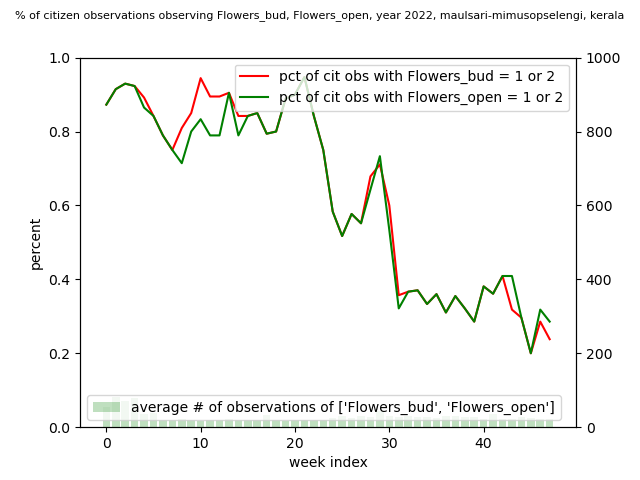 % of citizen observations observing Flowers_bud, Flowers_open, year 2022, maulsari-mimusopselengi, kerala
pct of cit obs with Flowers_bud = 1 or 2
pct of cit obs with Flowers_open = 1 or 2
1.0
0.8
0.6
0.4
0.2
0.0
percent
1000
800
600
400
200
0
average # of observations of ['Flowers_bud', 'Flowers_open']
0 10 20 30 40
week index